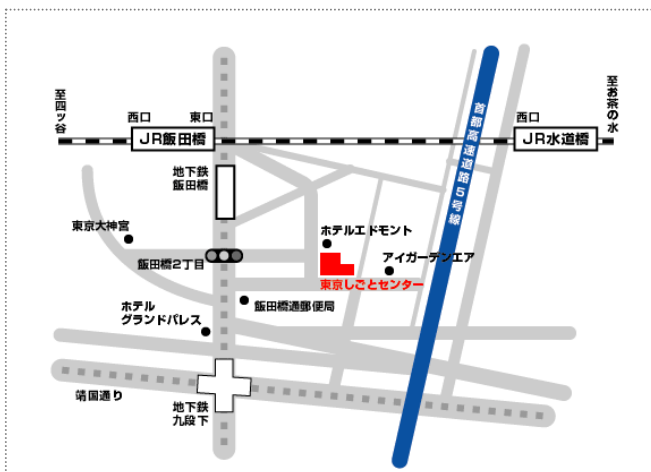 至四ッ谷
西口
東口
JR飯田橋
首都高速道路5号線
西口
JR水道橋
至お茶の水
地下鉄
飯田橋
東京大神宮
飯田橋2丁目
ホテルエドモント
アイガーデンエア
東京しごとセンター
飯田橋通郵便局
ホテル
グランドパレス
靖国通り
地下鉄
九段下